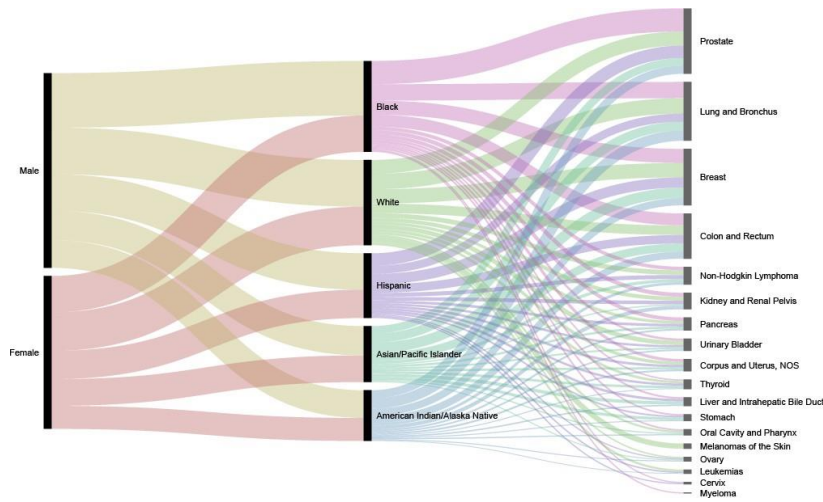 Male
Female
Black
White
Hispanic
Asian/Pacific Islander
American Indian/Alaska Native
Prostate
Lung and Bronchus
Breast
Colon and Rectum
Non-Hodgkin Lymphoma
Kidney and Renal Pelvis
Pancreas
Urinary Bladder
Corpus and Uterus, NOS
Thyroid
Liver and Intrahepatic Bile Duct
Stomach
Oral Cavity and Pharynx
Melanomas of the Skin
Ovary
Leukemias
Cervix
Myeloma